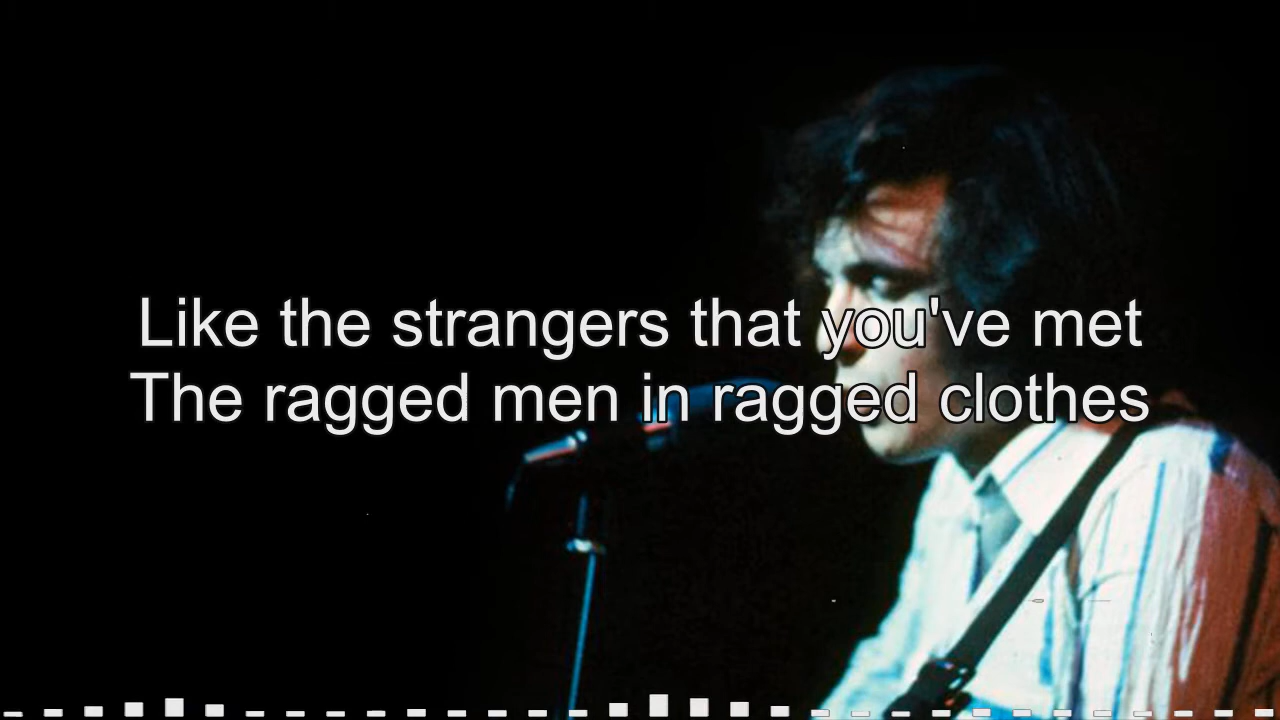 Like the strangers that you've met
The ragged men in ragged clothes